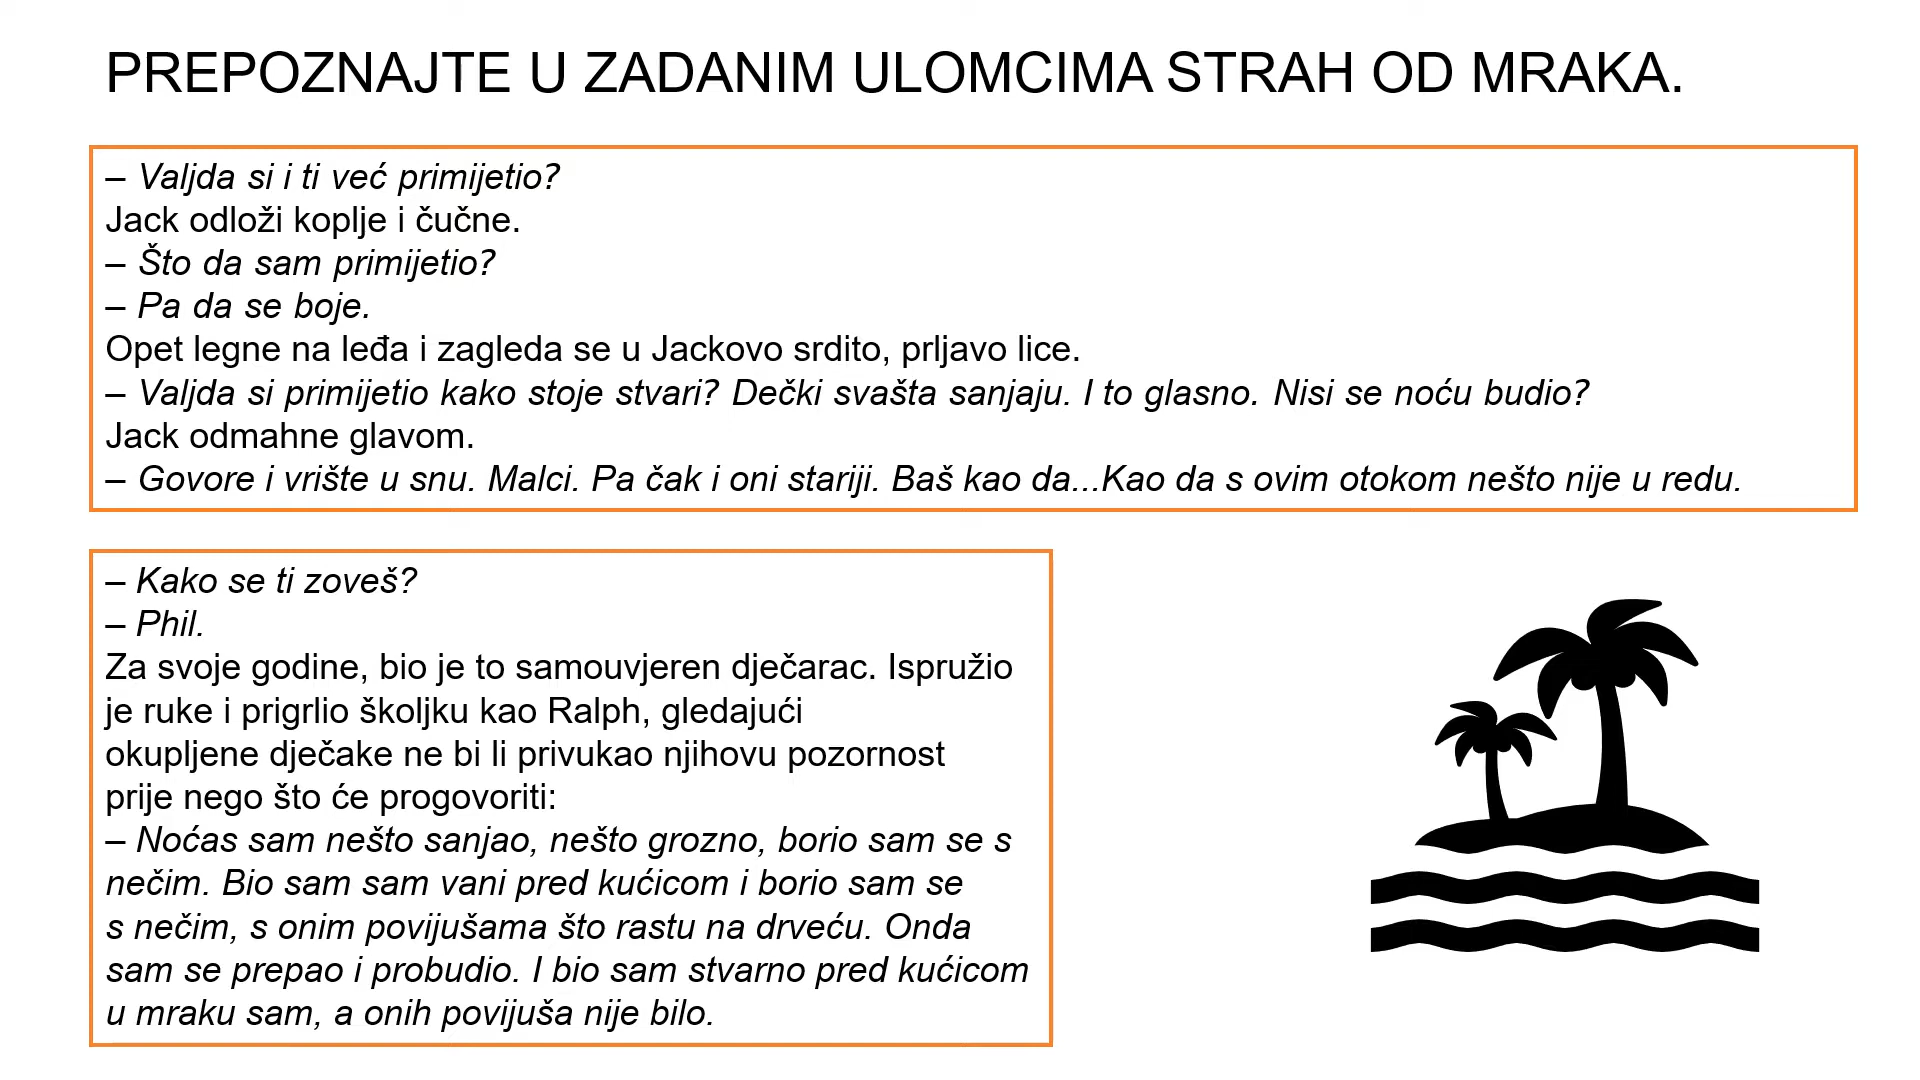 PREPOZNAJTE U ZADANIM ULOMCIMA STRAH OD MRAKA.
– Valjda si i ti već primijetio?
Jack odloži koplje i čučne.
– Što da sam primijetio?
– Pa da se boje.
Opet legne na leđa i zagleda se u Jackovo srdito, prljavo lice.
– Valjda si primijetio kako stoje stvari? Dečki svašta sanjaju. I to glasno. Nisi se noću budio?
Jack odmahne glavom.
– Govore i vrište u snu. Malci. Pa čak i oni stariji. Baš kao da...Kao da s ovim otokom nešto nije u redu.
– Kako se ti zoveš?
– Phil.
Za svoje godine, bio je to samouvjeren dječarac. Ispružio
je ruke i prigrlio školjku kao Ralph, gledajući
okupljene dječake ne bi li privukao njihovu pozornost
prije nego što će progovoriti:
– Noćas sam nešto sanjao, nešto grozno, borio sam se s
nečim. Bio sam sam vani pred kućicom i borio sam se
s nečim, s onim povijušama što rastu na drveću. Onda
sam se prepao i probudio. I bio sam stvarno pred kućicom
u mraku sam, a onih povijuša nije bilo.